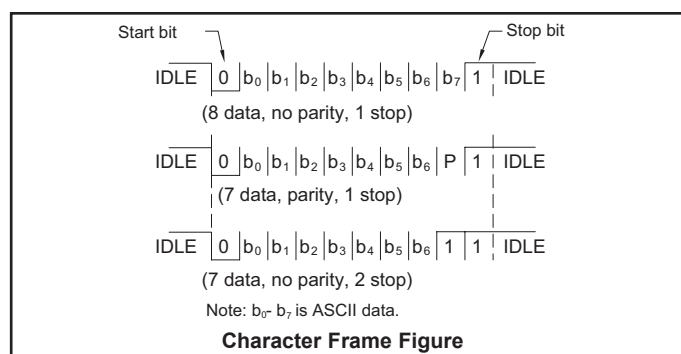 Start bit Stop bit
IDLE 0 b₀ b₁ b₂ b₃ b₄ b₅ b₆ b₇ 1 IDLE
(8 data, no parity, 1 stop)
IDLE 0 b₀ b₁ b₂ b₃ b₄ b₅ b₆ P 1 IDLE
(7 data, parity, 1 stop)
IDLE 0 b₀ b₁ b₂ b₃ b₄ b₅ b₆ 1 1 IDLE
(7 data, no parity, 2 stop)
Note: b₀- b₇ is ASCII data.
Character Frame Figure